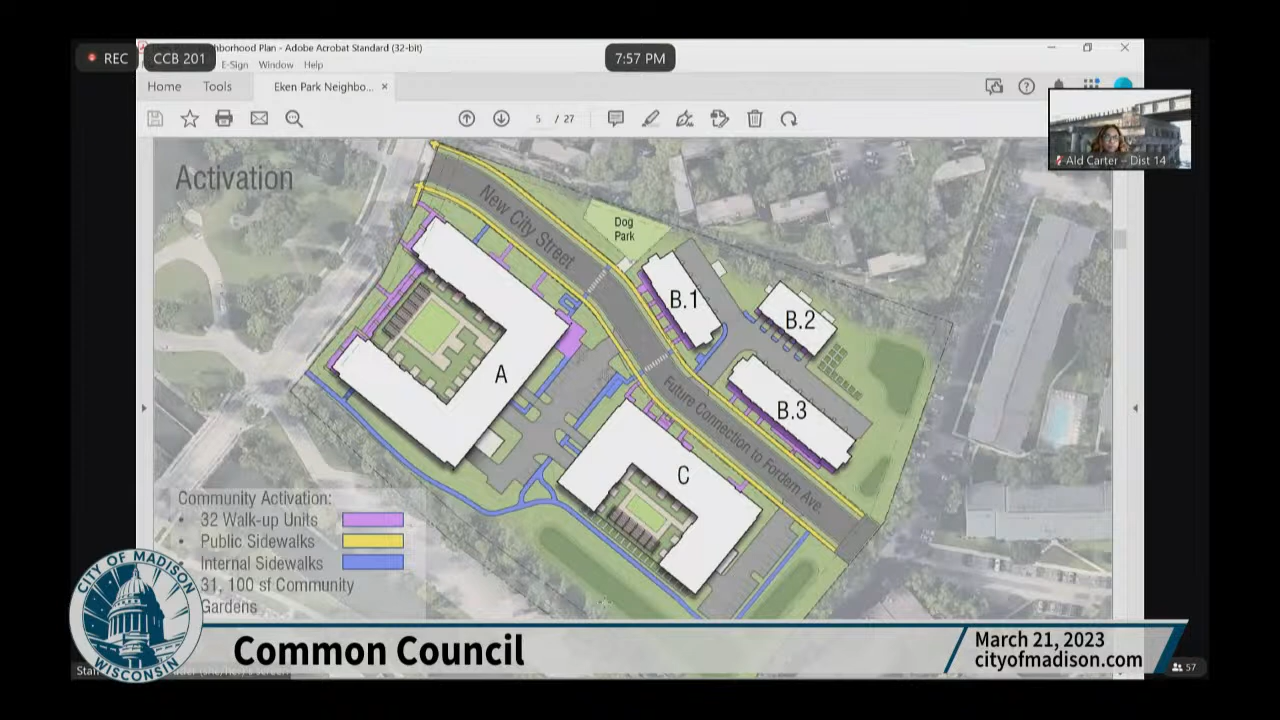 REC
CCB 201
hborhood Plan - Adobe Acrobat Standard (32-bit)
7:57 PM
E-Sign Window Help
Home Tools Eken Park Neighbo... ×
5 / 27
Ald Carter – Dist 14
Activation
New City Street
Dog
Park
B.1
B.2
A
B.3
Future Connection to Fordem Ave.
C
Community Activation:
• 32 Walk-up Units
• Public Sidewalks
Internal Sidewalks
31, 100 sf Community
Gardens
CITY OF MADISON
WISCONSIN
Common Council
March 21, 2023
cityofmadison.com
57